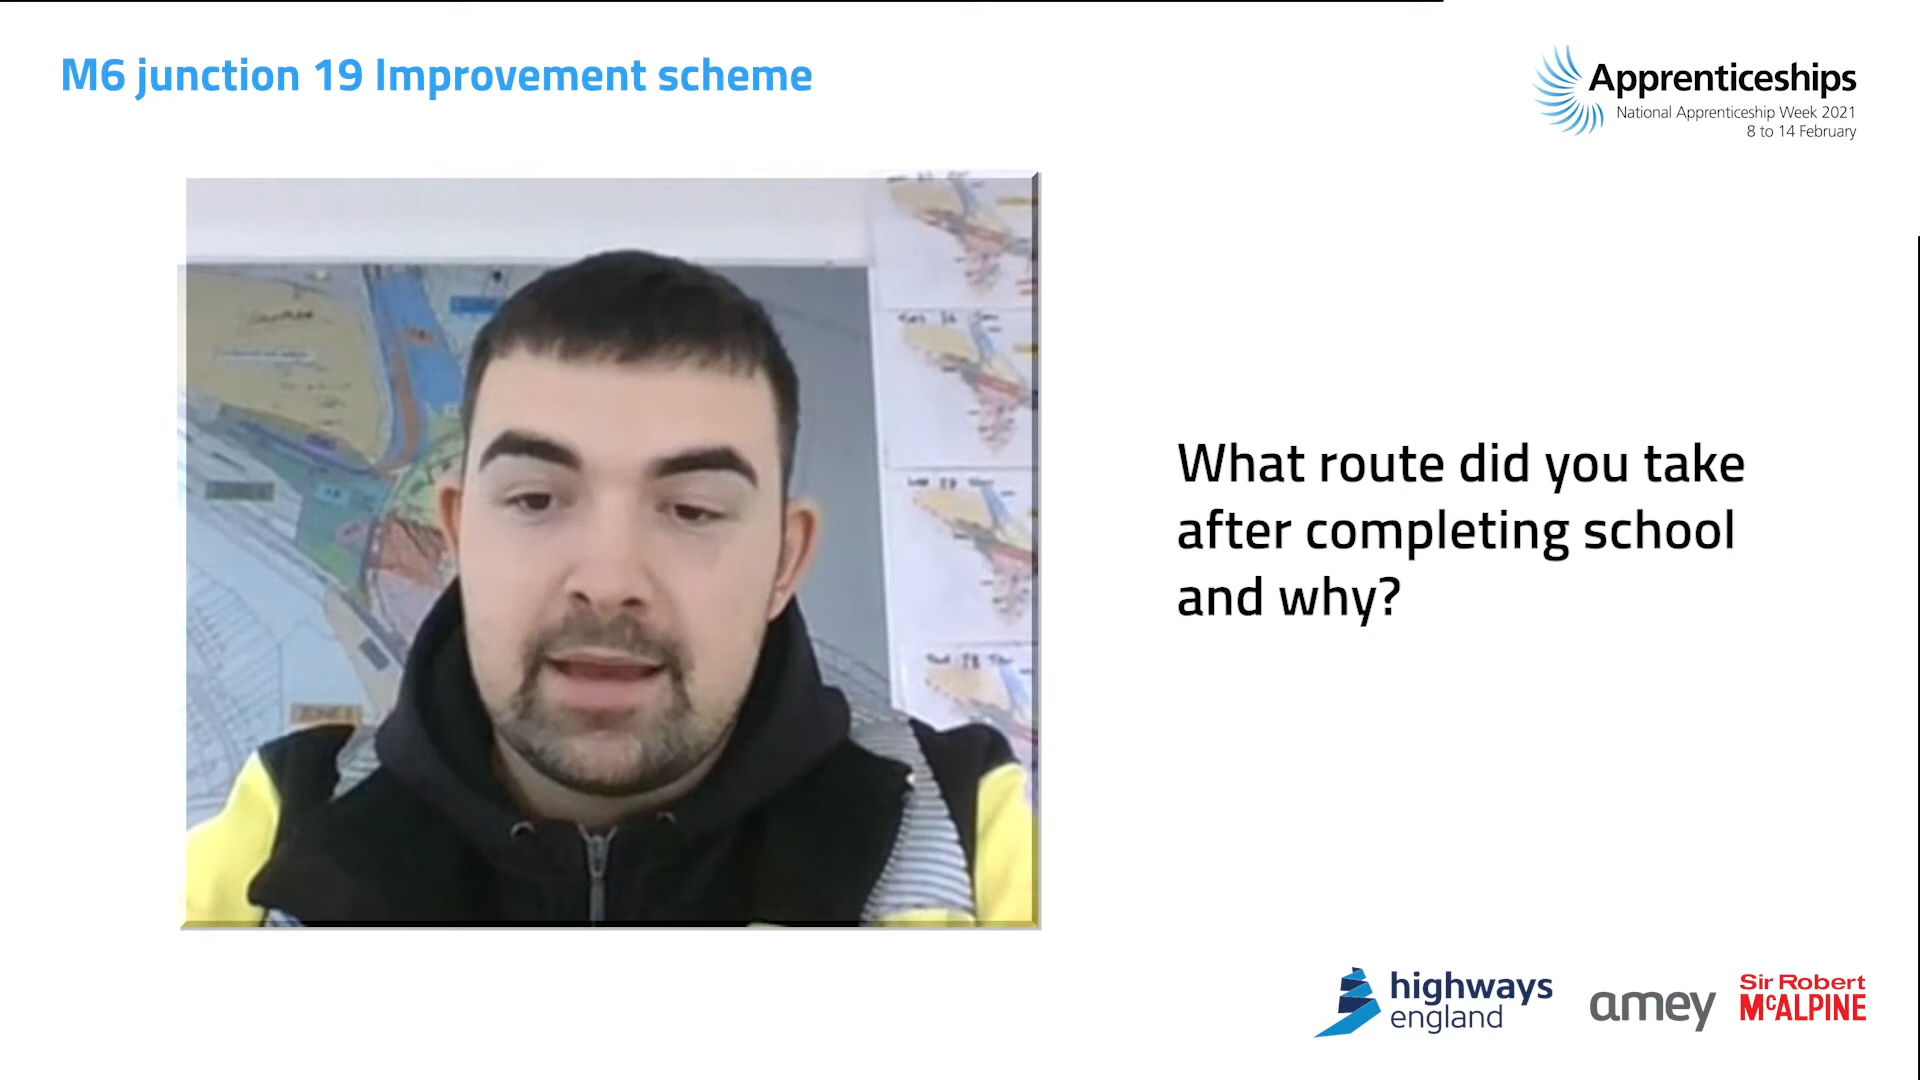 M6 junction 19 Improvement scheme
Apprenticeships
National Apprenticeship Week 2021
8 to 14 February
What route did you take
after completing school
and why?
highways
england
amey
Sir Robert
McALPINE